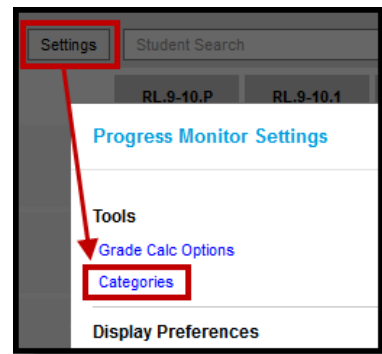 Settings Student Search
RL.9-10.P RL.9-10.1
Progress Monitor Settings
Tools
Grade Calc Options
Categories
Display Preferences